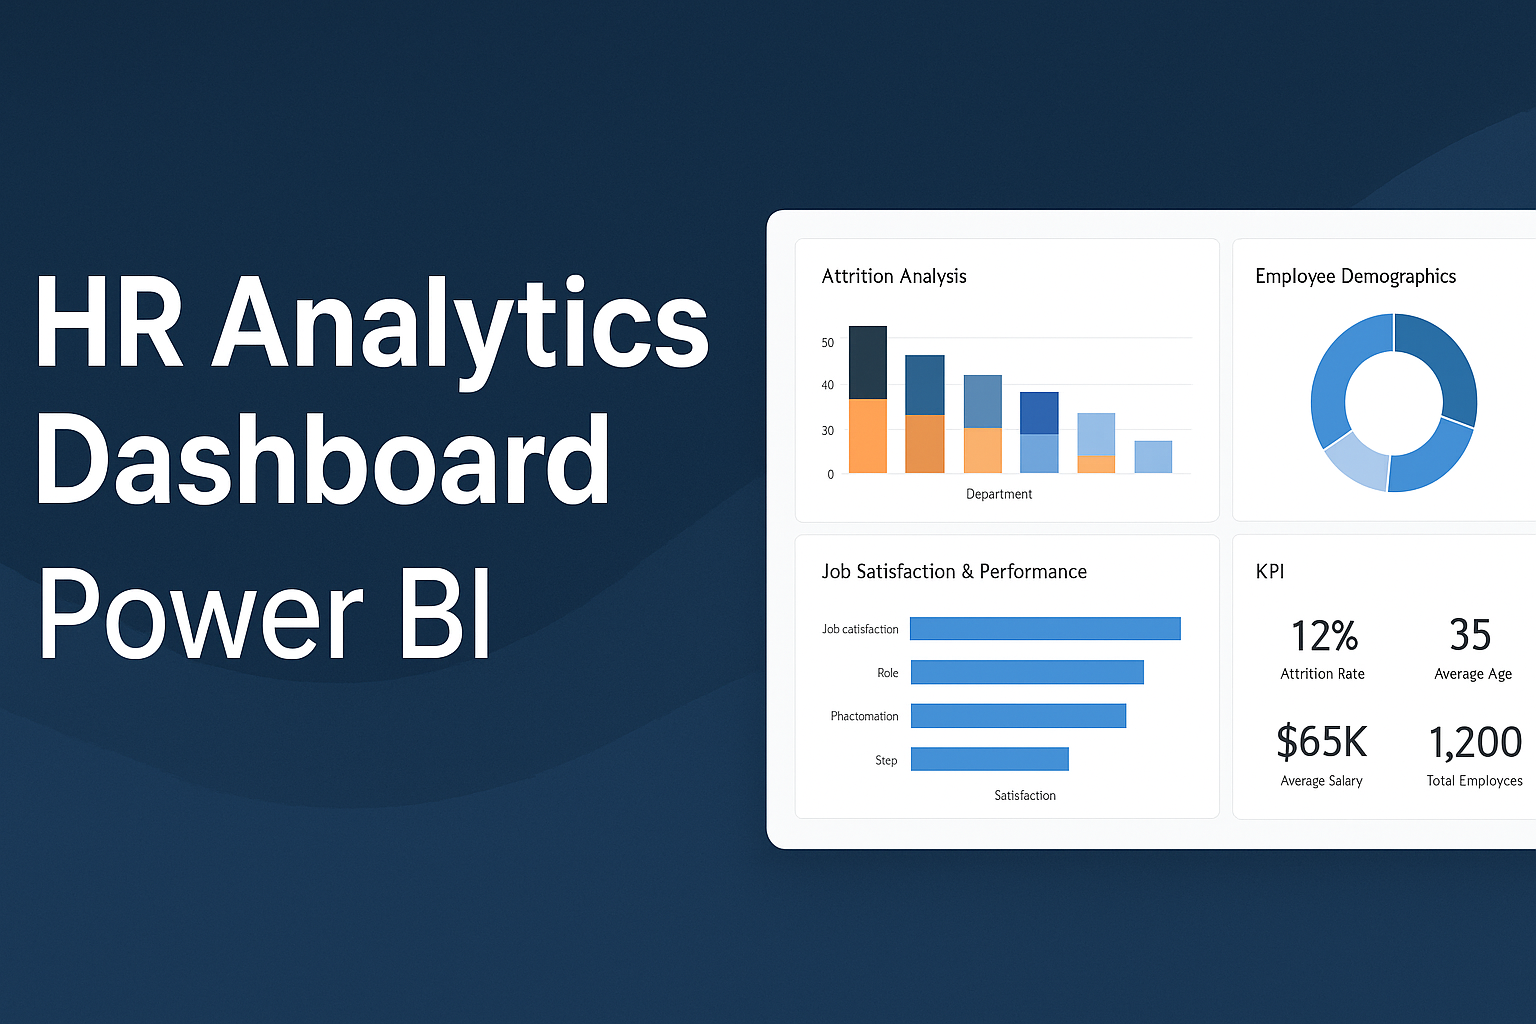 HR Analytics
Dashboard
Power BI
Attrition Analysis
50
40
30
0
Department
Employee Demographics
Job Satisfaction & Performance
Job catisfaction
Role
Phactomation
Step
Satisfaction
KPI
12%
Attrition Rate
35
Average Age
$65K
Average Salary
1,200
Total Employces